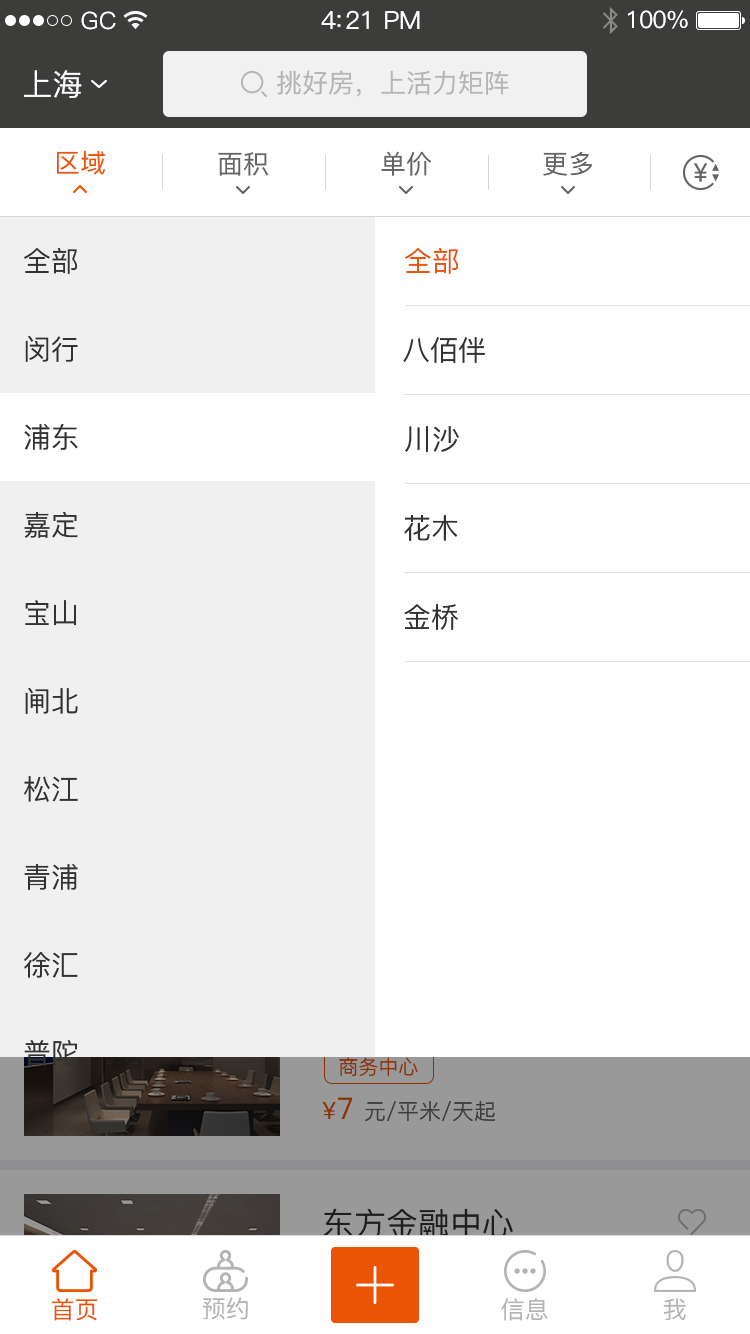 GC 4:21 PM 100%
上海
挑好房，上活力矩阵
区域 面积 单价 更多 ¥
全部
闵行
浦东
嘉定
宝山
闸北
松江
青浦
徐汇
普陀
全部
八佰伴
川沙
花木
金桥
商务中心
¥7 元/平米/天起
东方金融中心
首页 预约 信息 我